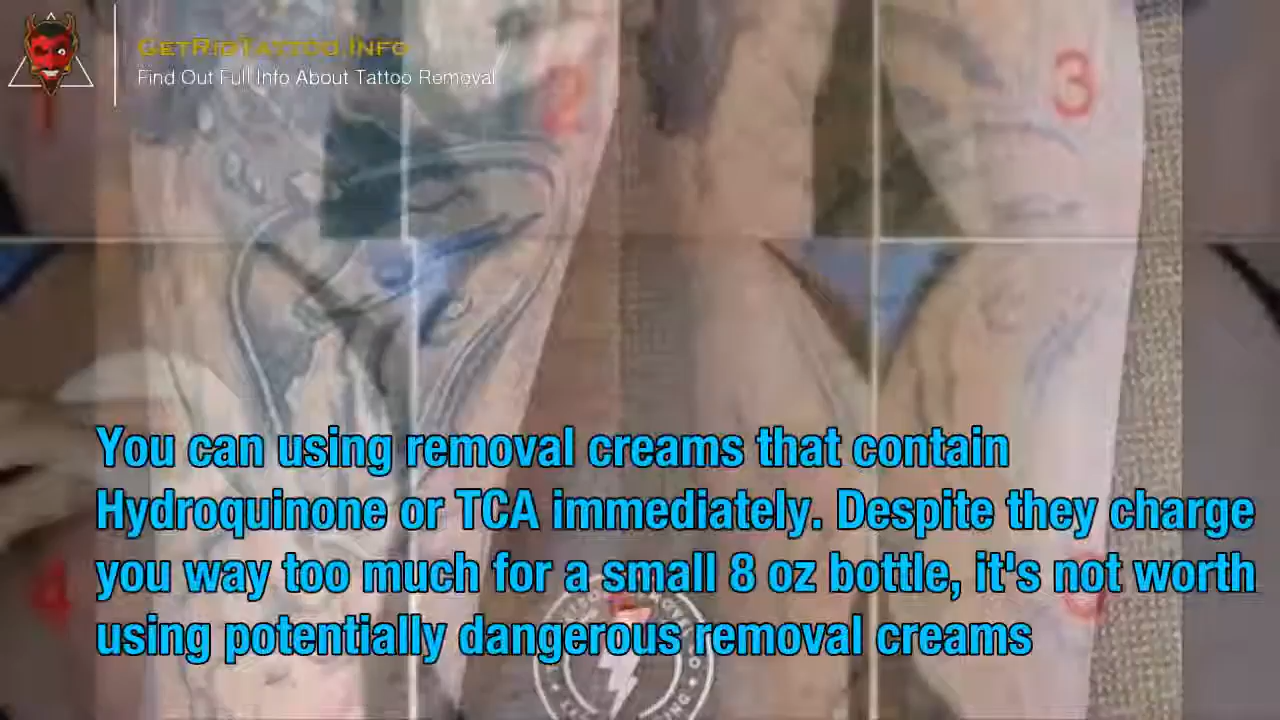 GetRidTattoo.Info
Find Out Full Info About Tattoo Removal
1
2
3
You can using removal creams that contain
Hydroquinone or TCA immediately. Despite they charge
you way too much for a small 8 oz bottle, it's not worth
using potentially dangerous removal creams
4